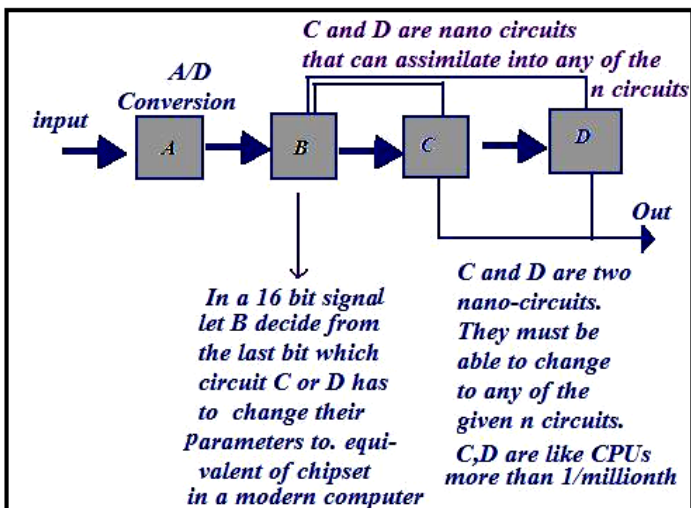 C and D are nano circuits
that can assimilate into any of the
n circuits
A/D
Conversion
input
A
B
C
D
Out
In a 16 bit signal
let B decide from
the last bit which
circuit C or D has
to change their
parameters to. equi-
valent of chipset
in a modern computer
C and D are two
nano-circuits.
They must be
able to change
to any of the
given n circuits.
C,D are like CPUs
more than 1/millionth